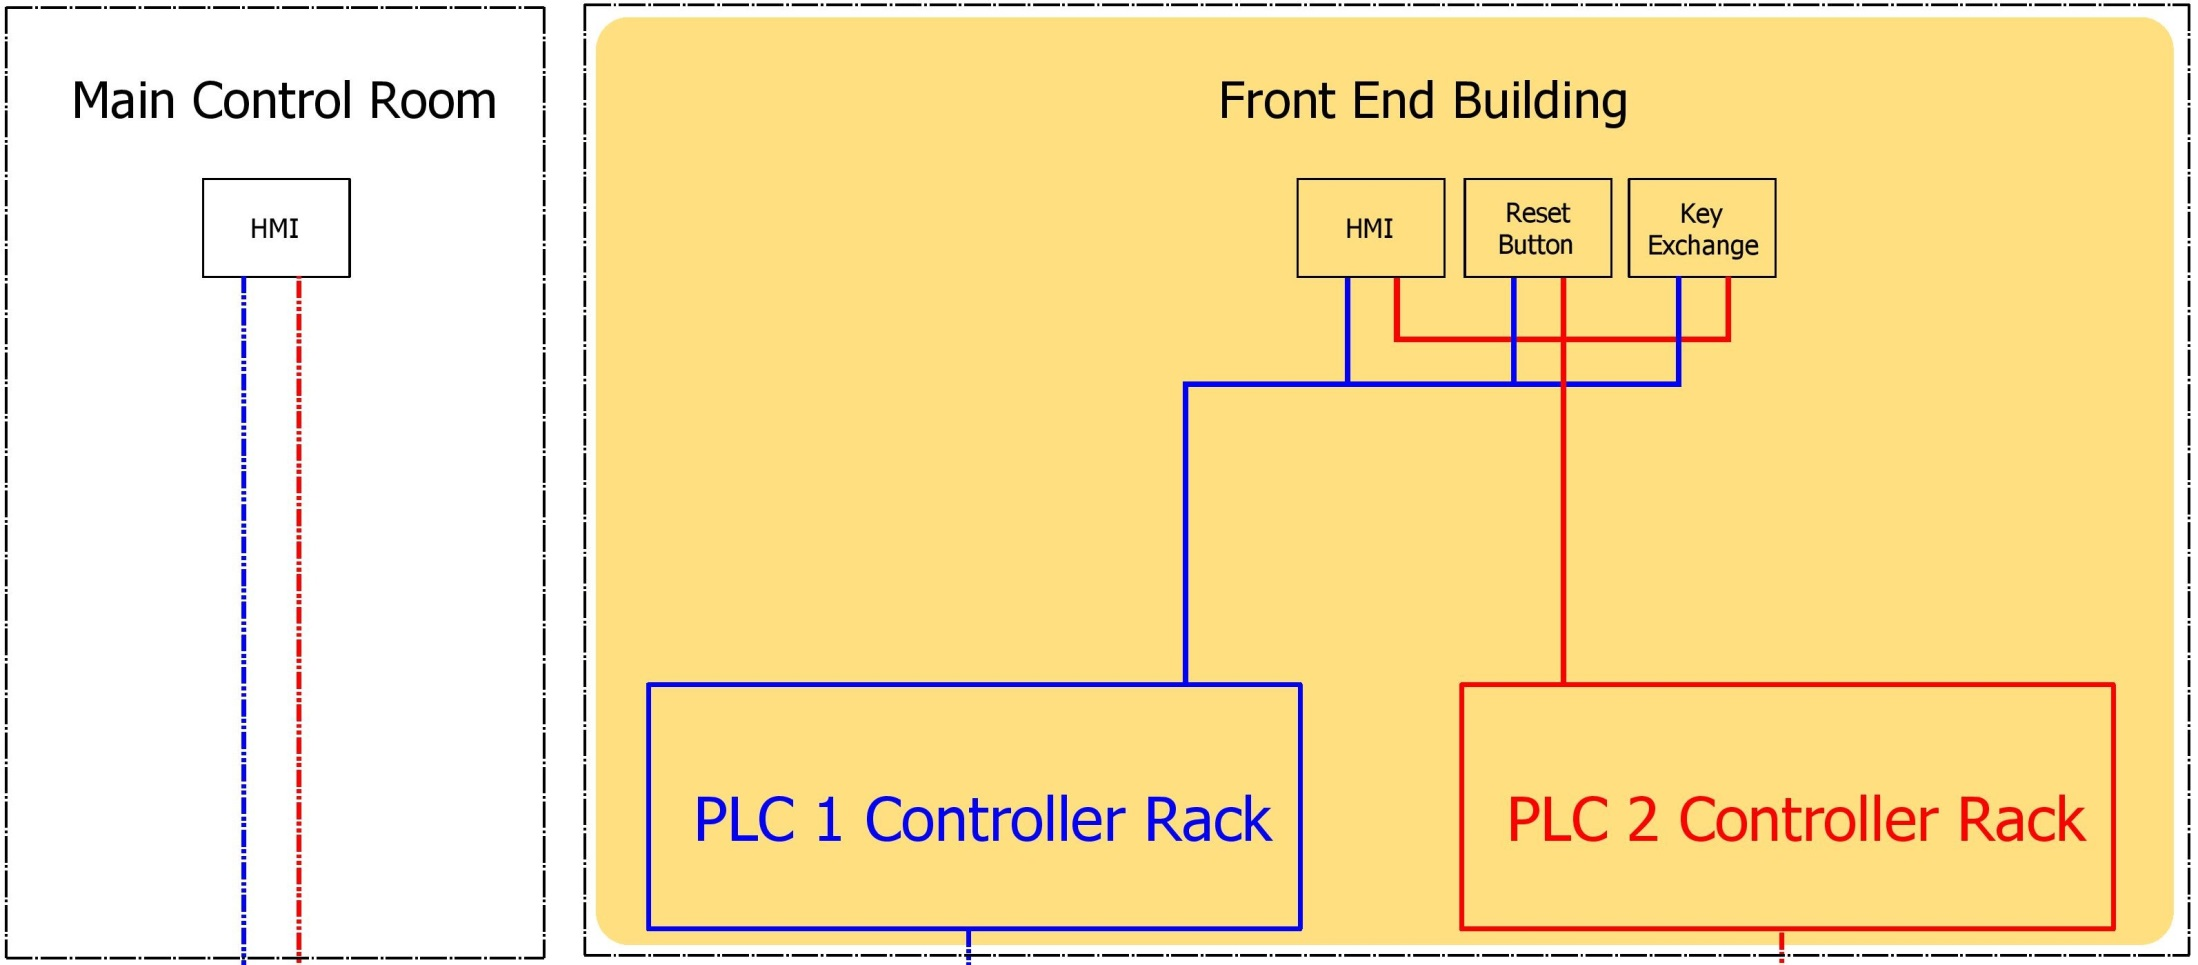 Main Control Room
HMI
Front End Building
HMI
Reset
Button
Key
Exchange
PLC 1 Controller Rack
PLC 2 Controller Rack